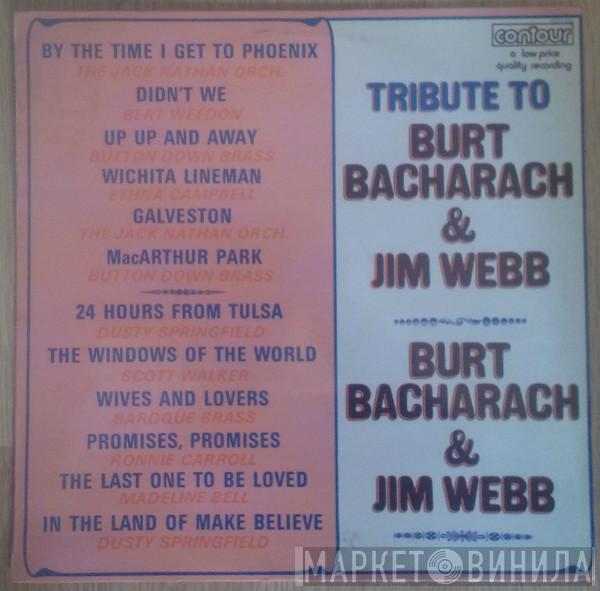 BY THE TIME I GET TO PHOENIX
THE JACK NATHAN ORCH.
DIDN'T WE
BERT WEEDON
UP UP AND AWAY
BUTTON DOWN BRASS
WICHITA LINEMAN
ETHNA CAMPBELL
GALVESTON
THE JACK NATHAN ORCH.
MacARTHUR PARK
BUTTON DOWN BRASS
24 HOURS FROM TULSA
DUSTY SPRINGFIELD
THE WINDOWS OF THE WORLD
SCOTT WALKER
WIVES AND LOVERS
BAROQUE BRASS
PROMISES, PROMISES
RONNIE CARROLL
THE LAST ONE TO BE LOVED
MADELINE BELL
IN THE LAND OF MAKE BELIEVE
DUSTY SPRINGFIELD
contour
a low price
quality recording
TRIBUTE TO
BURT
BACHARACH
&
JIM WEBB
BURT
BACHARACH
&
JIM WEBB
МАРКЕТ ВИНИЛА